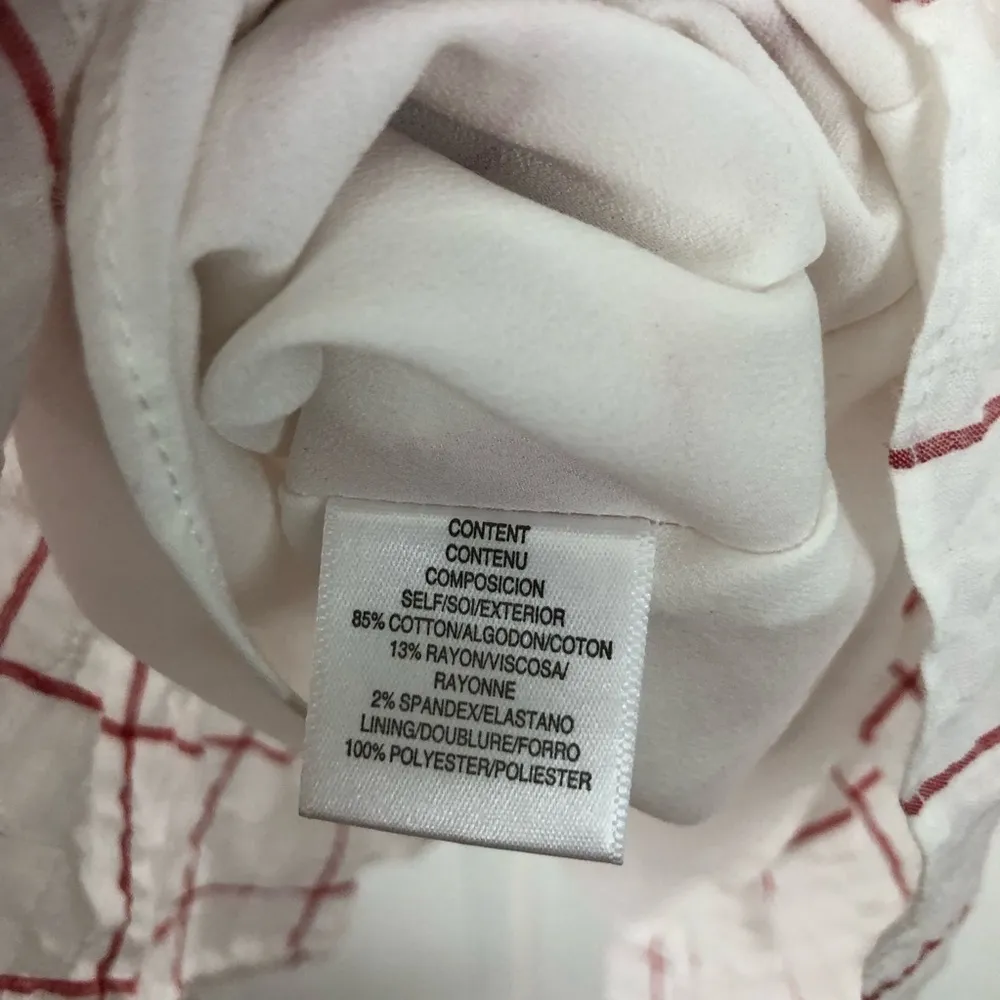 CONTENT
CONTENU
COMPOSICION
SELF/SOI/EXTERIOR
85% COTTON/ALGODON/COTON
13% RAYON/VISCOSA/
RAYONNE
2% SPANDEX/ELASTANO
LINING/DOUBLURE/FORRO
100% POLYESTER/POLIESTER